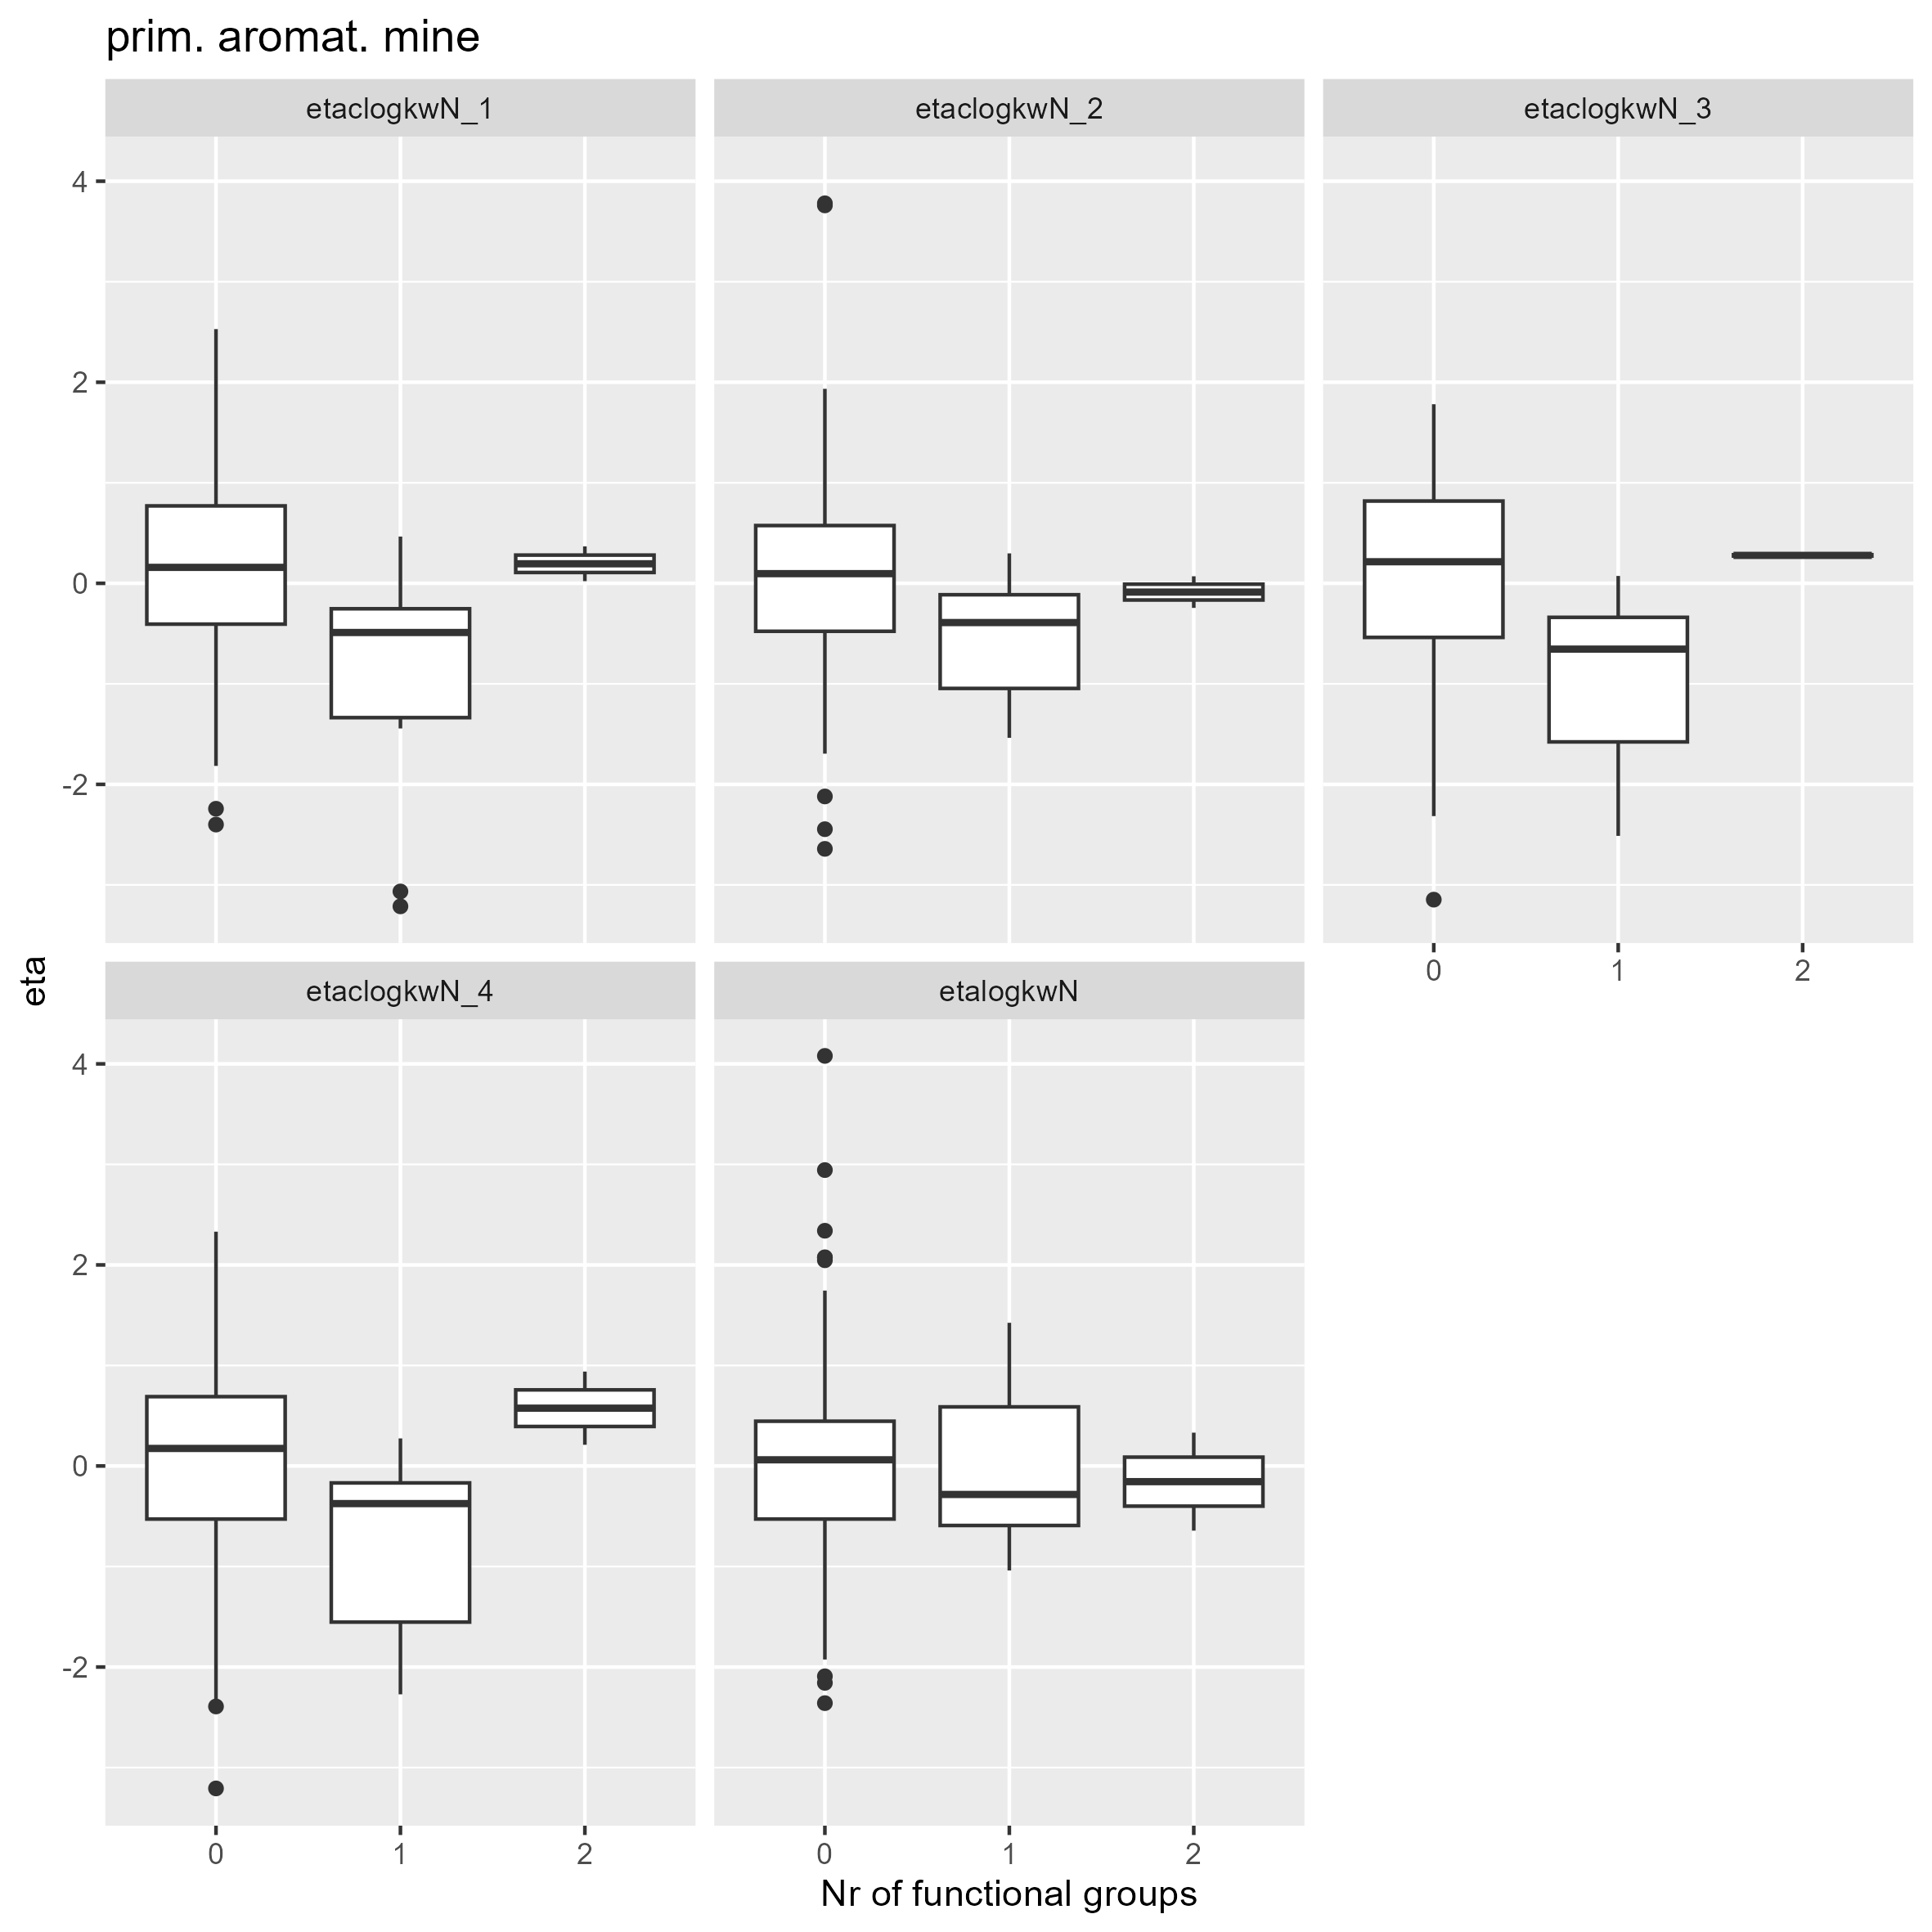 prim. aromat. mine
etaclogkwN_1
etaclogkwN_2
etaclogkwN_3
4
2
0
-2
0
1
2
eta
etaclogkwN_4
etalogkwN
4
2
0
-2
0
1
2
0
1
2
Nr of functional groups